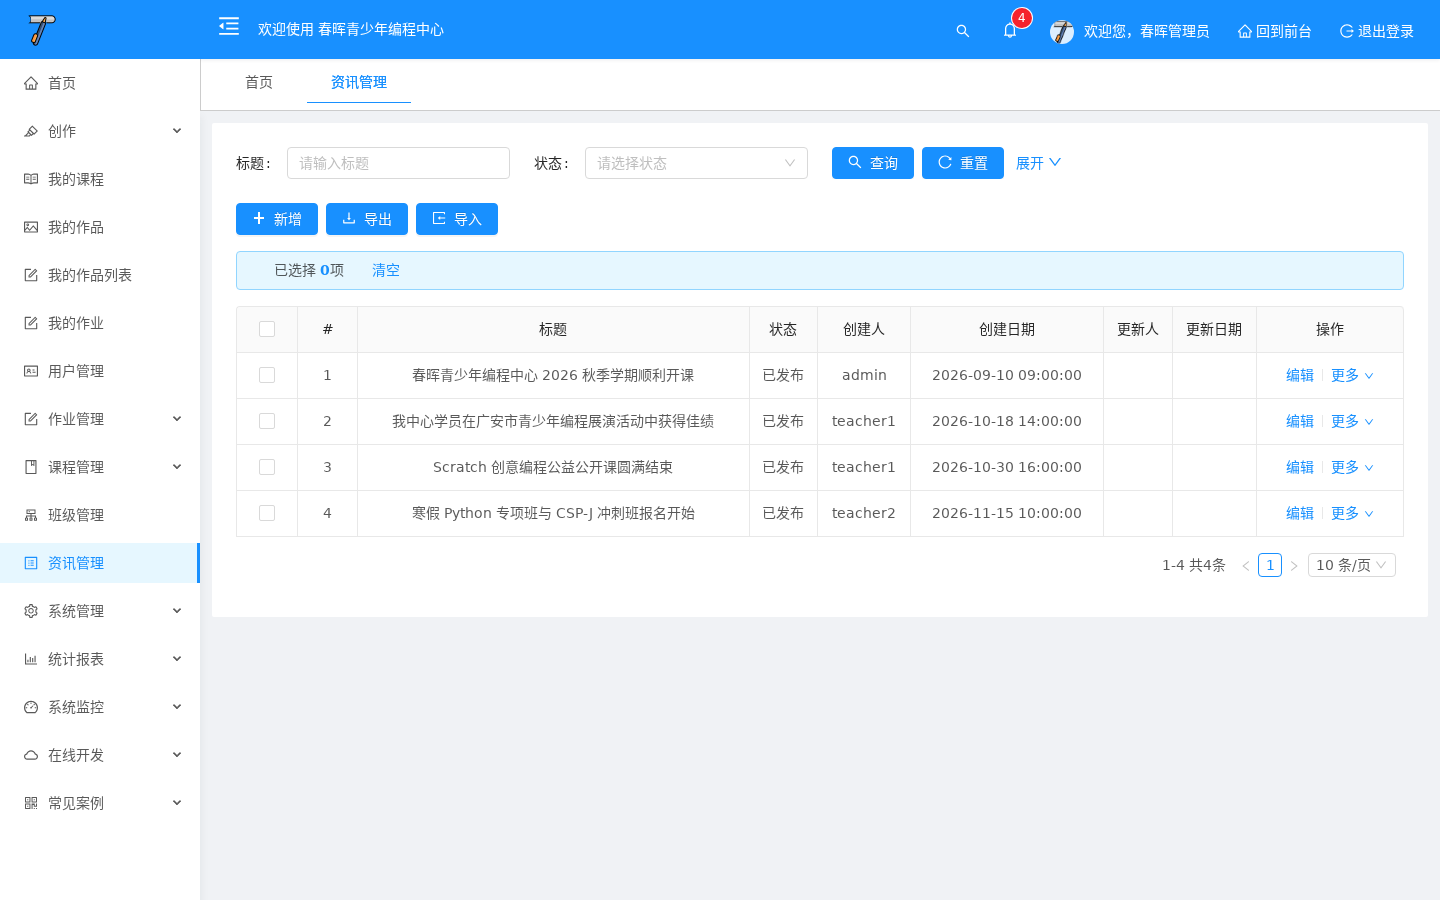 欢迎使用 春晖青少年编程中心
4
欢迎您，春晖管理员
回到前台
退出登录
首页
创作
我的课程
我的作品
我的作品列表
我的作业
用户管理
作业管理
课程管理
班级管理
资讯管理
系统管理
统计报表
系统监控
在线开发
常见案例
首页 资讯管理
标题： 请输入标题 状态： 请选择状态 查询 重置 展开
新增 导出 导入
已选择 0项 清空
# 标题 状态 创建人 创建日期 更新人 更新日期 操作
1 春晖青少年编程中心 2026 秋季学期顺利开课 已发布 admin 2026-09-10 09:00:00 编辑 更多
2 我中心学员在广安市青少年编程展演活动中获得佳绩 已发布 teacher1 2026-10-18 14:00:00 编辑 更多
3 Scratch 创意编程公益公开课圆满结束 已发布 teacher1 2026-10-30 16:00:00 编辑 更多
4 寒假 Python 专项班与 CSP-J 冲刺班报名开始 已发布 teacher2 2026-11-15 10:00:00 编辑 更多
1-4 共4条 1 10 条/页